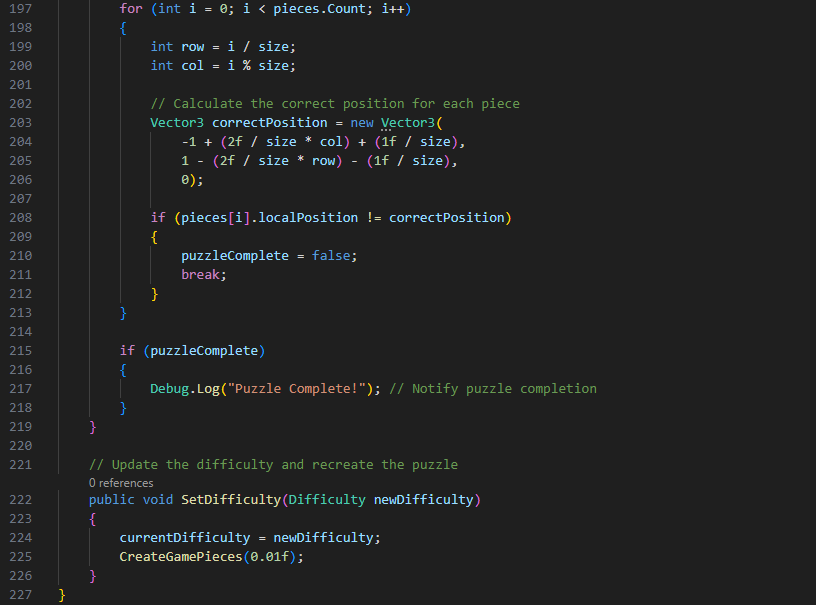 197 for (int i = 0; i < pieces.Count; i++)
198 {
199 int row = i / size;
200 int col = i % size;
201
202 // Calculate the correct position for each piece
203 Vector3 correctPosition = new Vector3(
204 -1 + (2f / size * col) + (1f / size),
205 1 - (2f / size * row) - (1f / size),
206 0);
207
208 if (pieces[i].localPosition != correctPosition)
209 {
210 puzzleComplete = false;
211 break;
212 }
213 }
214
215 if (puzzleComplete)
216 {
217 Debug.Log("Puzzle Complete!"); // Notify puzzle completion
218 }
219 }
220
221 // Update the difficulty and recreate the puzzle
0 references
222 public void SetDifficulty(Difficulty newDifficulty)
223 {
224 currentDifficulty = newDifficulty;
225 CreateGamePieces(0.01f);
226 }
227 }